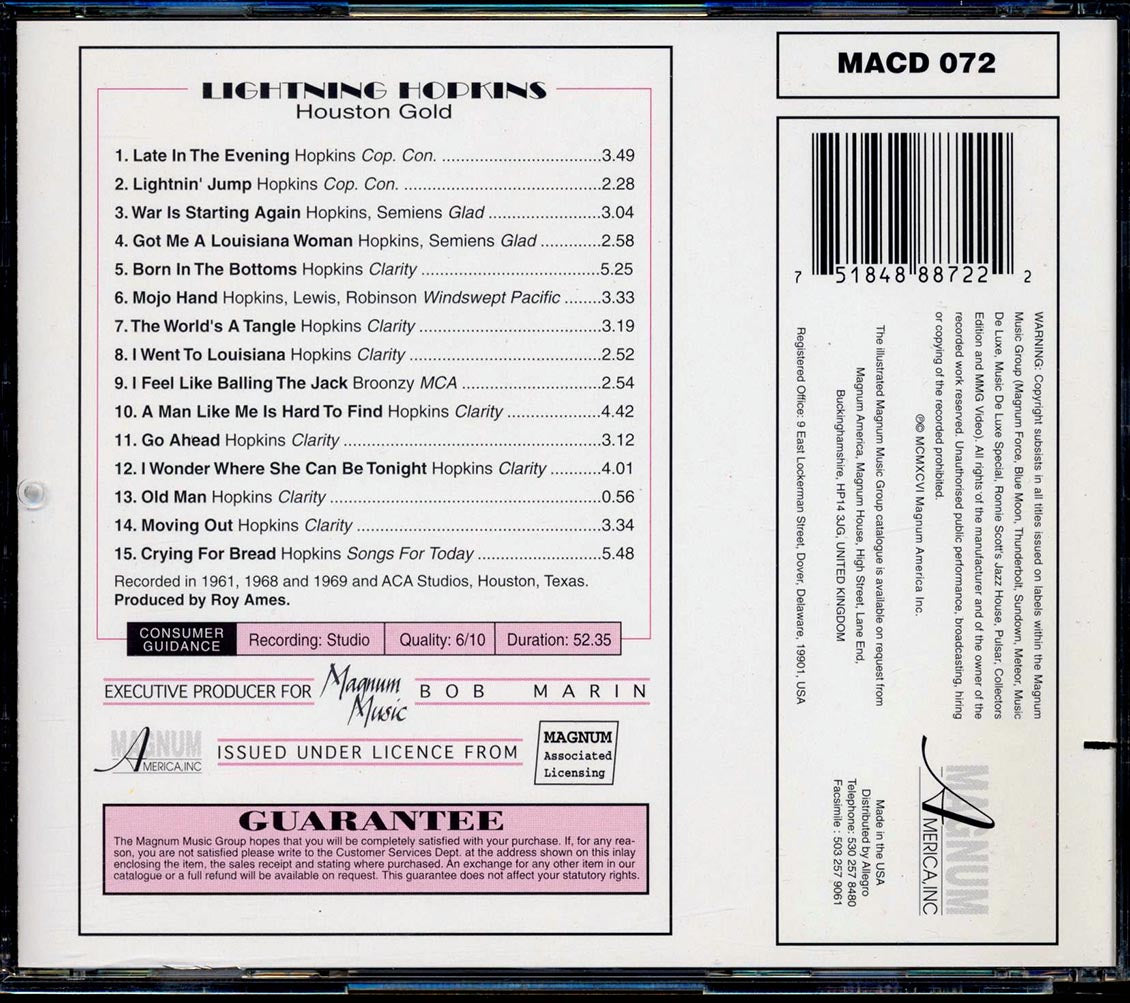 LIGHTNING HOPKINS
Houston Gold
1. Late In The Evening Hopkins Cop. Con. ..............................3.49
2. Lightnin' Jump Hopkins Cop. Con. .....................................2.28
3. War Is Starting Again Hopkins, Semiens Glad .....................3.04
4. Got Me A Louisiana Woman Hopkins, Semiens Glad ............2.58
5. Born In The Bottoms Hopkins Clarity ..................................5.25
6. Mojo Hand Hopkins, Lewis, Robinson Windswept Pacific .......3.33
7. The World's A Tangle Hopkins Clarity ..................................3.19
8. I Went To Louisiana Hopkins Clarity ....................................2.52
9. I Feel Like Balling The Jack Broonzy MCA ..........................2.54
10. A Man Like Me Is Hard To Find Hopkins Clarity ..................4.42
11. Go Ahead Hopkins Clarity ................................................3.12
12. I Wonder Where She Can Be Tonight Hopkins Clarity ..........4.01
13. Old Man Hopkins Clarity ...................................................0.56
14. Moving Out Hopkins Clarity ..............................................3.34
15. Crying For Bread Hopkins Songs For Today .......................5.48
Recorded in 1961, 1968 and 1969 and ACA Studios, Houston, Texas.
Produced by Roy Ames.
CONSUMER GUIDANCE Recording: Studio Quality: 6/10 Duration: 52.35
EXECUTIVE PRODUCER FOR Magnum Music BOB MARIN
MAGNUM AMERICA, INC ISSUED UNDER LICENCE FROM MAGNUM Associated Licensing
GUARANTEE
The Magnum Music Group hopes that you will be completely satisfied with your purchase. If, for any rea-
son, you are not satisfied please write to the Customer Services Dept. at the address shown on this inlay
enclosing the item, the sales receipt and stating where purchased. An exchange for any other item in our
catalogue or a full refund will be available on request. This guarantee does not affect your statutory rights.
MACD 072
7 51848 88722 2
WARNING: Copyright subsists in all titles issued on labels within the Magnum
Music Group (Magnum Force, Blue Moon, Thunderbolt, Sundown, Meteor, Music
De Luxe, Music De Luxe Special, Ronnie Scott's Jazz House, Pulsar, Collectors
Edition and MMG Video). All rights of the manufacturer and of the owner of the
recorded work reserved. Unauthorised public performance, broadcasting, hiring
or copying of the recorded prohibited.
℗© MCMXCVI Magnum America Inc.
The illustrated Magnum Music Group catalogue is available on request from
Magnum America, Magnum House, High Street, Lane End,
Buckinghamshire, HP14 3JG, UNITED KINGDOM
Registered Office: 9 East Lockerman Street, Dover, Delaware, 19901, USA
MAGNUM
AMERICA, INC
Made in the USA
Distributed by Allegro
Telephone: 530 257 8480
Facsimile : 503 257 9061